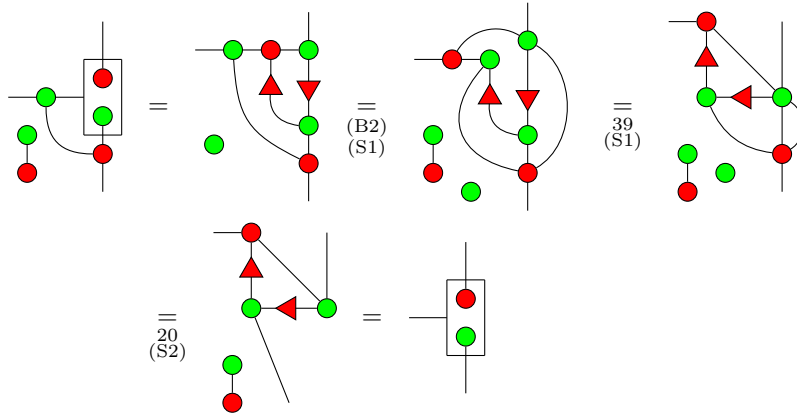 =
=
(B2)
(S1)
=
39
(S1)
=
20
(S2)
=